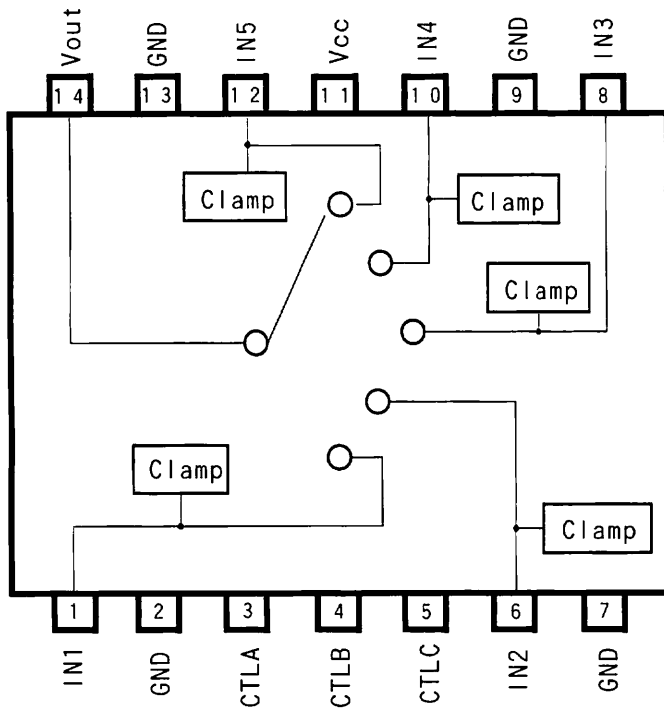 Vout GND IN5 Vcc IN4 GND IN3
14 13 12 11 10 9 8
Clamp
Clamp
Clamp
Clamp
Clamp
1 2 3 4 5 6 7
IN1 GND CTLA CTLB CTLC IN2 GND